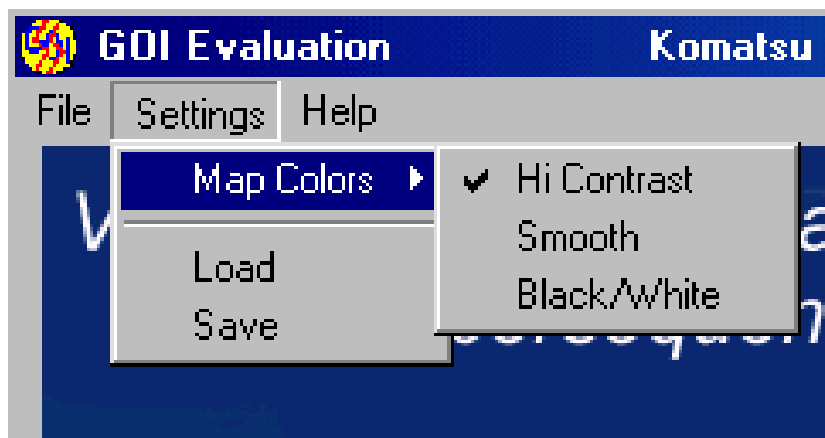 GOI Evaluation Komatsu
File Settings Help
Map Colors
Hi Contrast
Smooth
Black/White
Load
Save